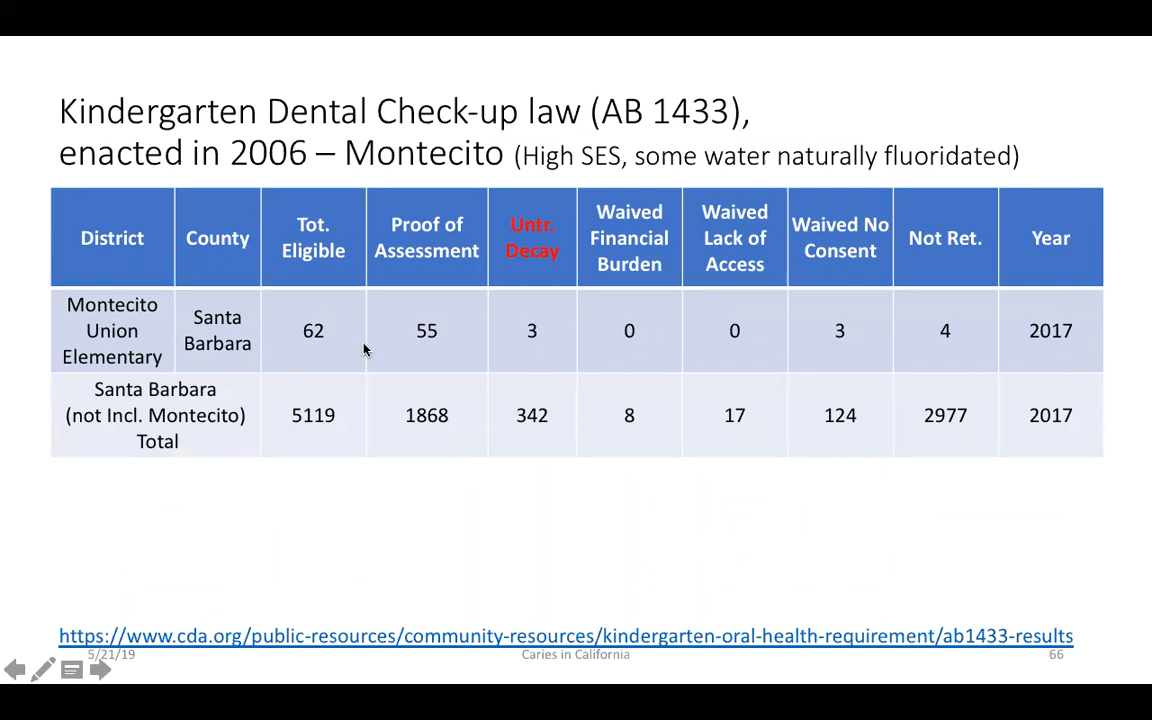 Kindergarten Dental Check-up law (AB 1433),
enacted in 2006 – Montecito (High SES, some water naturally fluoridated)
District County Tot. Eligible Proof of Assessment Untr. Decay Waived Financial Burden Waived Lack of Access Waived No Consent Not Ret. Year
Montecito Union Elementary Santa Barbara 62 55 3 0 0 3 4 2017
Santa Barbara (not Incl. Montecito) Total 5119 1868 342 8 17 124 2977 2017
https://www.cda.org/public-resources/community-resources/kindergarten-oral-health-requirement/ab1433-results
5/21/19 Caries in California 66